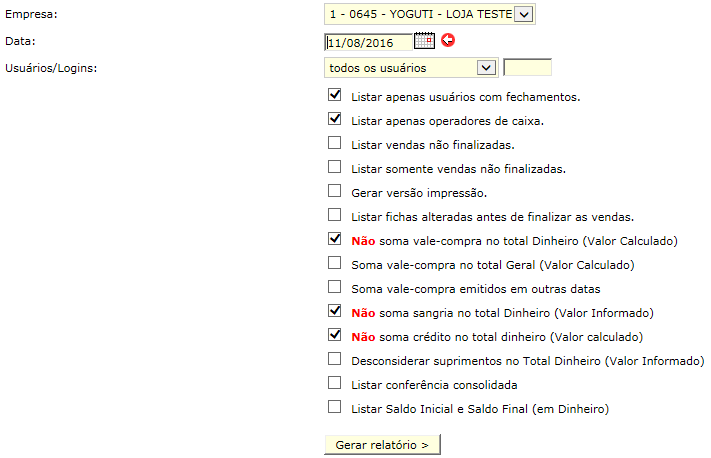 Empresa: 1 - 0645 - YOGUTI - LOJA TESTE
Data: 11/08/2016
Usuários/Logins: todos os usuários
Listar apenas usuários com fechamentos.
Listar apenas operadores de caixa.
Listar vendas não finalizadas.
Listar somente vendas não finalizadas.
Gerar versão impressão.
Listar fichas alteradas antes de finalizar as vendas.
Não soma vale-compra no total Dinheiro (Valor Calculado)
Soma vale-compra no total Geral (Valor Calculado)
Soma vale-compra emitidos em outras datas
Não soma sangria no total Dinheiro (Valor Informado)
Não soma crédito no total dinheiro (Valor calculado)
Desconsiderar suprimentos no Total Dinheiro (Valor Informado)
Listar conferência consolidada
Listar Saldo Inicial e Saldo Final (em Dinheiro)
Gerar relatório >